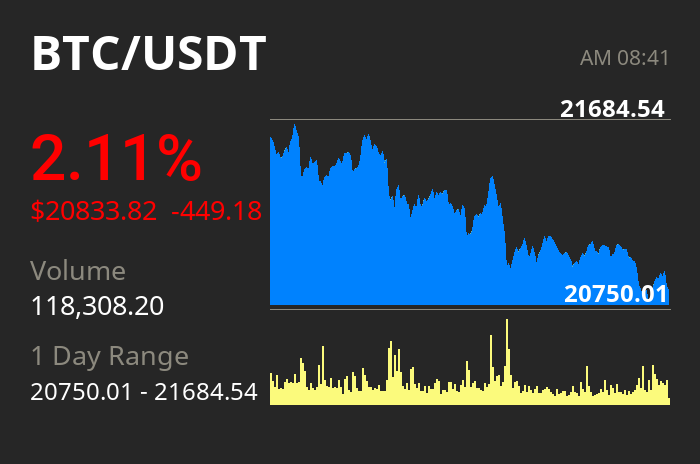 BTC/USDT
AM 08:41
21684.54
2.11%
$20833.82 -449.18
Volume
118,308.20
20750.01
1 Day Range
20750.01 - 21684.54